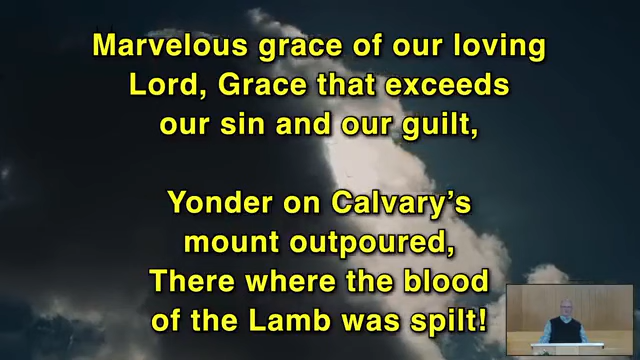 Marvelous grace of our loving
Lord, Grace that exceeds
our sin and our guilt,
Yonder on Calvary’s
mount outpoured,
There where the blood
of the Lamb was spilt!